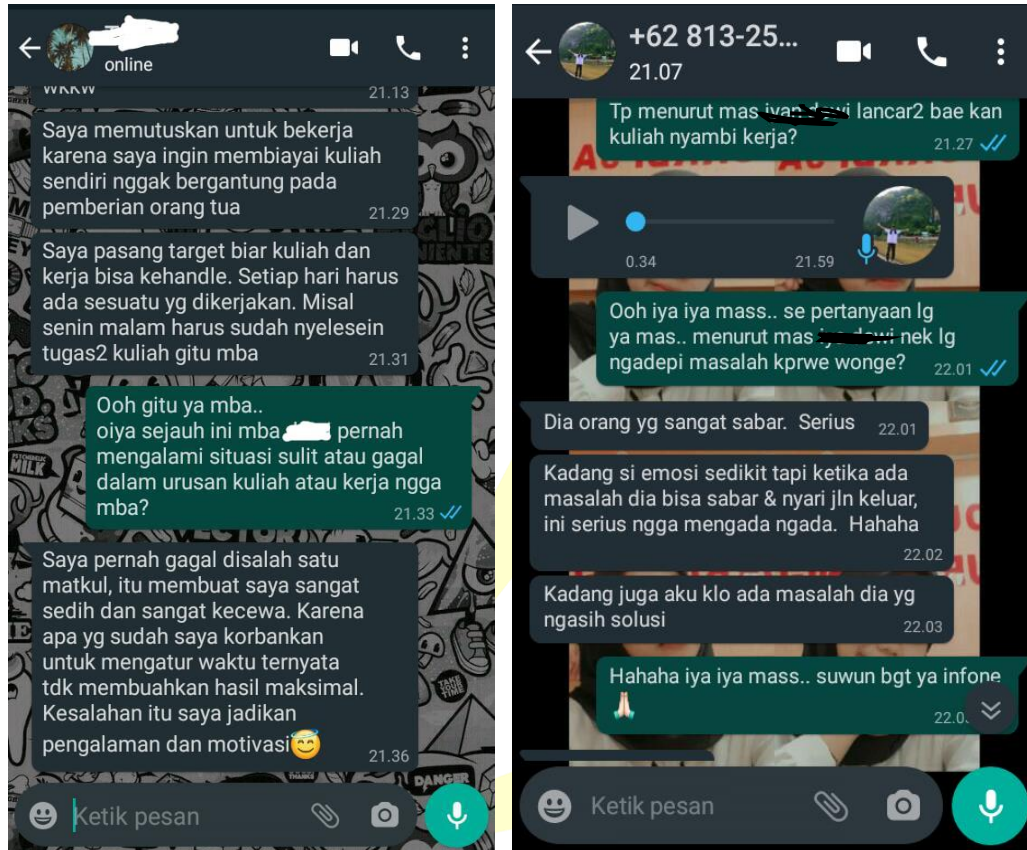 online
WKKW
21.13
Saya memutuskan untuk bekerja
karena saya ingin membiayai kuliah
sendiri nggak bergantung pada
pemberian orang tua
21.29
Saya pasang target biar kuliah dan
kerja bisa kehandle. Setiap hari harus
ada sesuatu yg dikerjakan. Misal
senin malam harus sudah nyelesein
tugas2 kuliah gitu mba
21.31
Ooh gitu ya mba..
oiya sejauh ini mba pernah
mengalami situasi sulit atau gagal
dalam urusan kuliah atau kerja ngga
mba?
21.33
Saya pernah gagal disalah satu
matkul, itu membuat saya sangat
sedih dan sangat kecewa. Karena
apa yg sudah saya korbankan
untuk mengatur waktu ternyata
tdk membuahkan hasil maksimal.
Kesalahan itu saya jadikan
pengalaman dan motivasi😇
21.36
Ketik pesan
+62 813-25...
21.07
Tp menurut mas lancar2 bae kan
kuliah nyambi kerja?
21.27
0.34
21.59
Ooh iya iya mass.. se pertanyaan lg
ya mas.. menurut mas nek lg
ngadepi masalah kprwe wonge?
22.01
Dia orang yg sangat sabar. Serius
22.01
Kadang si emosi sedikit tapi ketika ada
masalah dia bisa sabar & nyari jln keluar,
ini serius ngga mengada ngada. Hahaha
22.02
Kadang juga aku klo ada masalah dia yg
ngasih solusi
22.03
Hahaha iya iya mass.. suwun bgt ya infone
🙏🏻
Ketik pesan